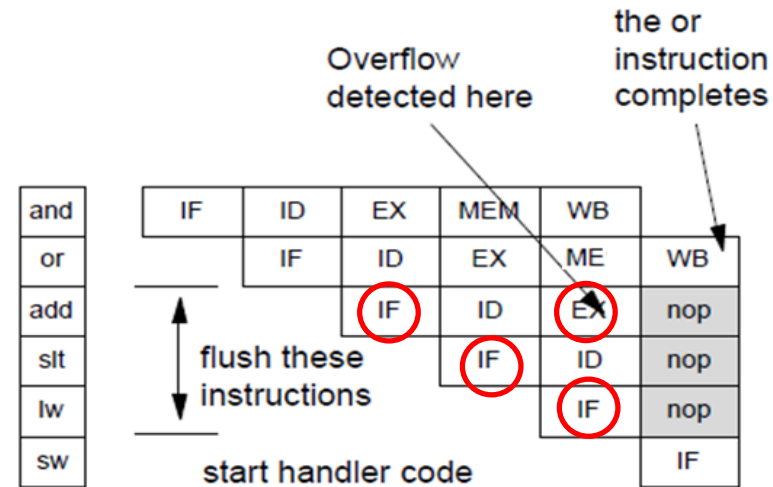 the or
instruction
completes
Overflow
detected here
and IF ID EX MEM WB
or IF ID EX ME WB
add IF ID EX nop
slt IF ID nop
lw IF nop
flush these
instructions
sw IF
start handler code